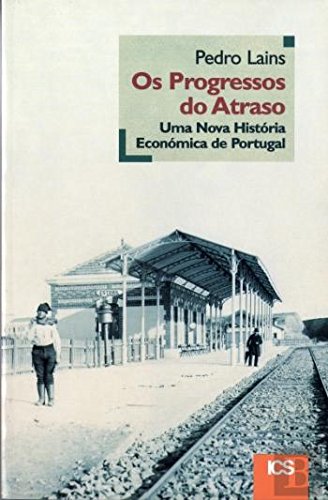 Pedro Lains
Os Progressos
do Atraso
Uma Nova História
Económica de Portugal
ICS